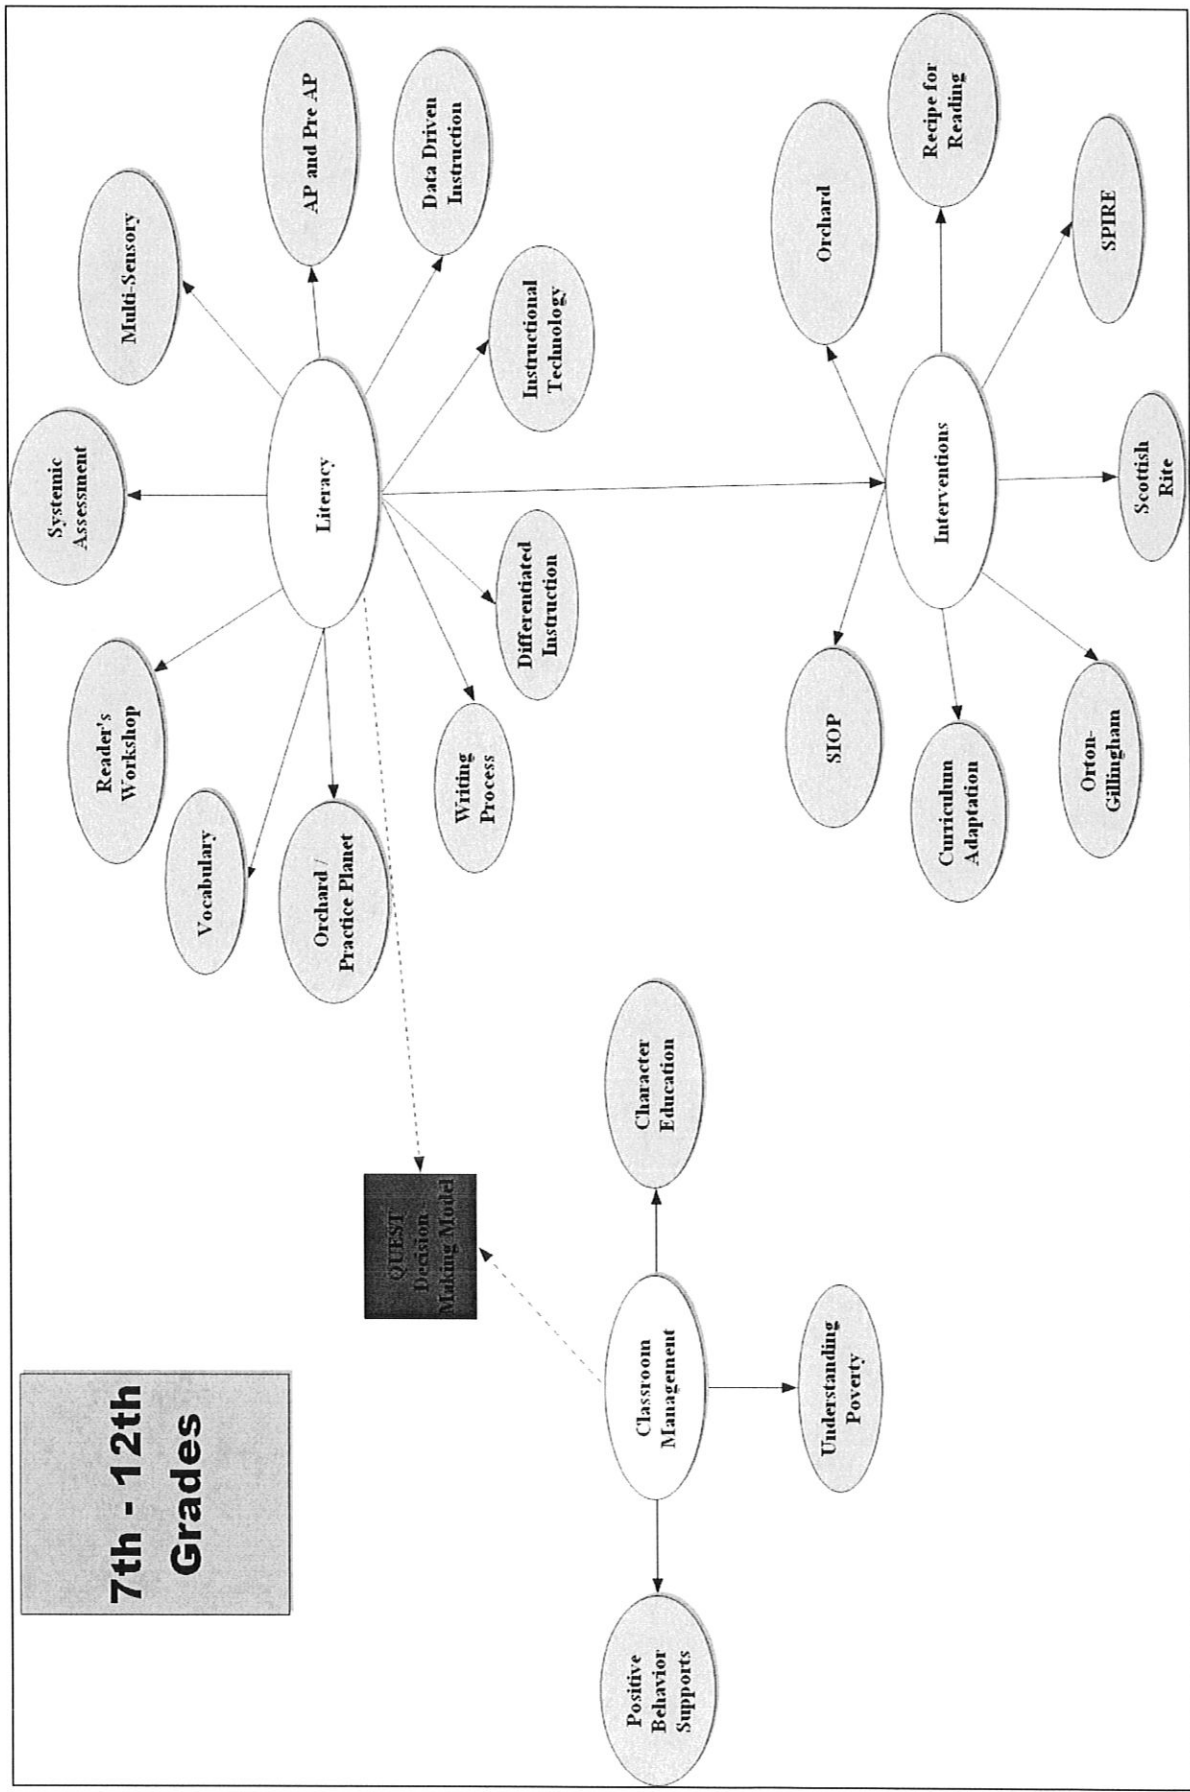 7th - 12th
Grades
QUEST
Decision -
Making Model
Reader's
Workshop
Systemic
Assessment
Multi-Sensory
Vocabulary
Orchard /
Practice Planet
Literacy
AP and Pre AP
Writing
Process
Differentiated
Instruction
Instructional
Technology
Data Driven
Instruction
Positive
Behavior
Supports
Classroom
Management
Character
Education
Understanding
Poverty
SIOP
Orchard
Curriculum
Adaptation
Interventions
Recipe for
Reading
Orton-
Gillingham
Scottish
Rite
SPIRE